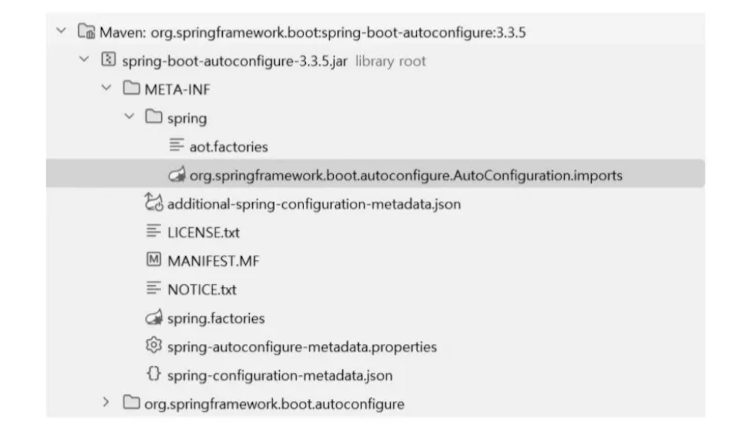 Maven: org.springframework.boot:spring-boot-autoconfigure:3.3.5
spring-boot-autoconfigure-3.3.5.jar library root
META-INF
spring
aot.factories
org.springframework.boot.autoconfigure.AutoConfiguration.imports
additional-spring-configuration-metadata.json
LICENSE.txt
MANIFEST.MF
NOTICE.txt
spring.factories
spring-autoconfigure-metadata.properties
spring-configuration-metadata.json
org.springframework.boot.autoconfigure